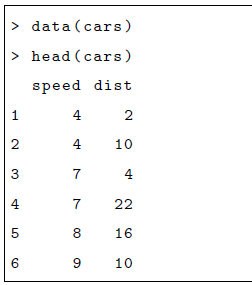 > data(cars)
> head(cars)
  speed dist
1     4    2
2     4   10
3     7    4
4     7   22
5     8   16
6     9   10